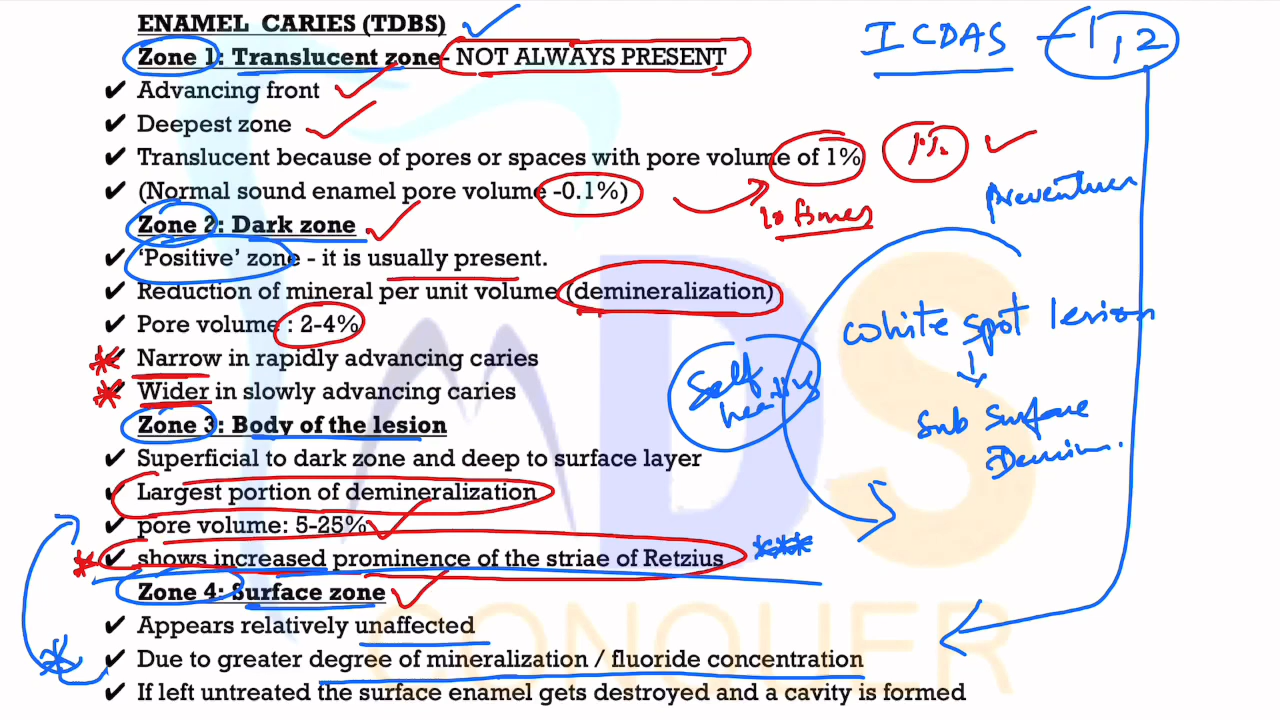 ENAMEL CARIES (TDBS)
Zone 1: Translucent zone- NOT ALWAYS PRESENT
✔ Advancing front
✔ Deepest zone
✔ Translucent because of pores or spaces with pore volume of 1%
✔ (Normal sound enamel pore volume -0.1%)
Zone 2: Dark zone
✔ 'Positive' zone - it is usually present.
✔ Reduction of mineral per unit volume (demineralization)
✔ Pore volume : 2-4%
✔ Narrow in rapidly advancing caries
✔ Wider in slowly advancing caries
Zone 3: Body of the lesion
✔ Superficial to dark zone and deep to surface layer
✔ Largest portion of demineralization
✔ pore volume: 5-25%
✔ shows increased prominence of the striae of Retzius
Zone 4: Surface zone
✔ Appears relatively unaffected
✔ Due to greater degree of mineralization / fluoride concentration
✔ If left untreated the surface enamel gets destroyed and a cavity is formed
ICDAS - 1, 2
1%
10 times
White spot lesion
Sub Surface
Self
healing
MDS
CONQUER